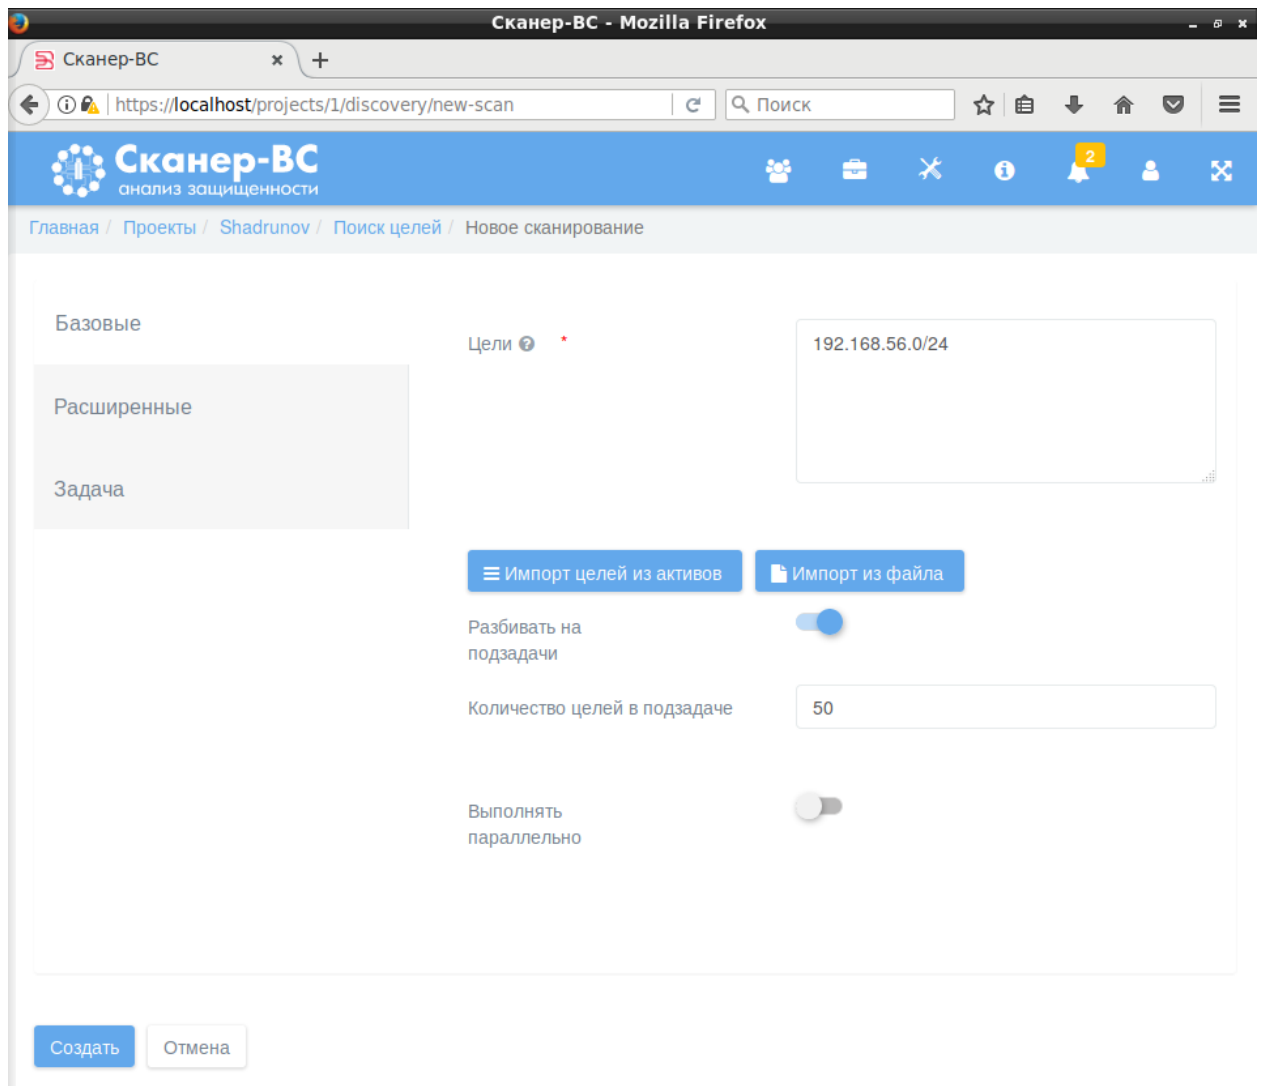 Сканер-ВС - Mozilla Firefox
Сканер-ВС
https://localhost/projects/1/discovery/new-scan
Поиск
Сканер-ВС
анализ защищенности
2
Главная / Проекты / Shadrunov / Поиск целей / Новое сканирование
Базовые
Расширенные
Задача
Цели *
192.168.56.0/24
Импорт целей из активов
Импорт из файла
Разбивать на
подзадачи
Количество целей в подзадаче
50
Выполнять
параллельно
Создать
Отмена